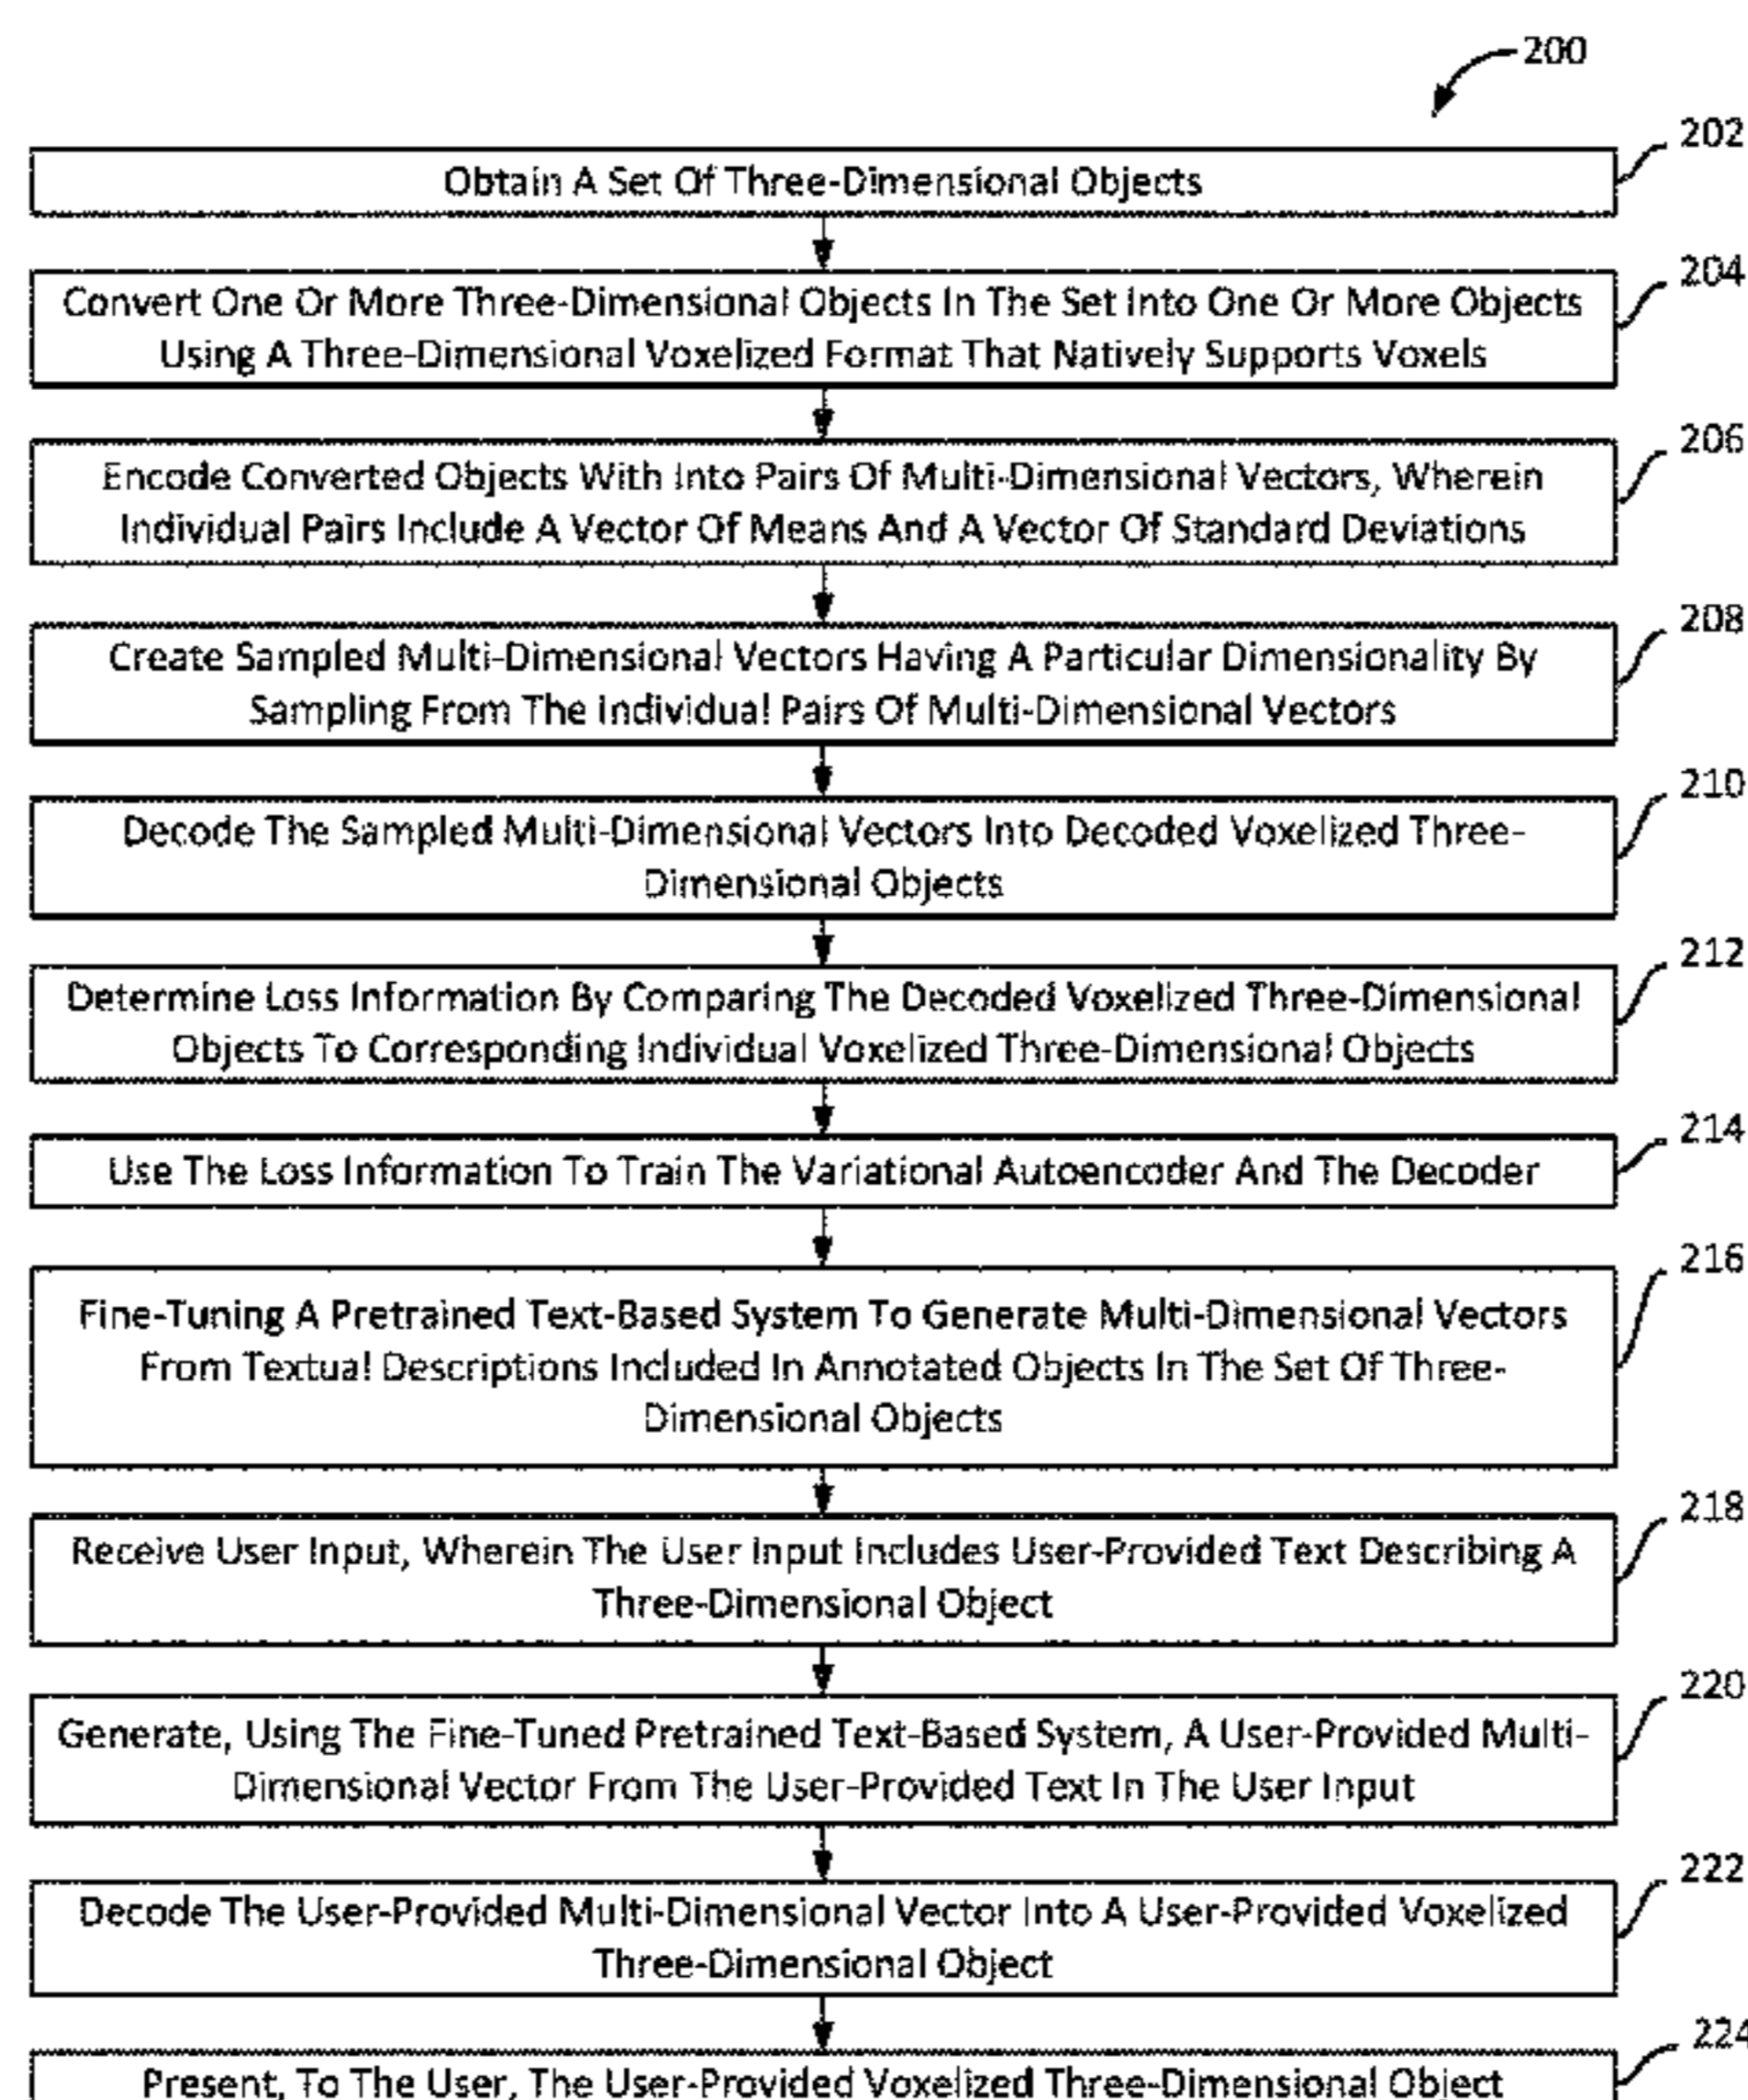 200
202
Obtain A Set Of Three-Dimensional Objects
204
Convert One Or More Three-Dimensional Objects In The Set Into One Or More Objects
Using A Three-Dimensional Voxelized Format That Natively Supports Voxels
206
Encode Converted Objects With Into Pairs Of Multi-Dimensional Vectors, Wherein
Individual Pairs Include A Vector Of Means And A Vector Of Standard Deviations
208
Create Sampled Multi-Dimensional Vectors Having A Particular Dimensionality By
Sampling From The Individual Pairs Of Multi-Dimensional Vectors
210
Decode The Sampled Multi-Dimensional Vectors Into Decoded Voxelized Three-
Dimensional Objects
212
Determine Loss Information By Comparing The Decoded Voxelized Three-Dimensional
Objects To Corresponding Individual Voxelized Three-Dimensional Objects
214
Use The Loss Information To Train The Variational Autoencoder And The Decoder
216
Fine-Tuning A Pretrained Text-Based System To Generate Multi-Dimensional Vectors
From Textual Descriptions Included In Annotated Objects In The Set Of Three-
Dimensional Objects
218
Receive User Input, Wherein The User Input Includes User-Provided Text Describing A
Three-Dimensional Object
220
Generate, Using The Fine-Tuned Pretrained Text-Based System, A User-Provided Multi-
Dimensional Vector From The User-Provided Text In The User Input
222
Decode The User-Provided Multi-Dimensional Vector Into A User-Provided Voxelized
Three-Dimensional Object
224
Present, To The User, The User-Provided Voxelized Three-Dimensional Object